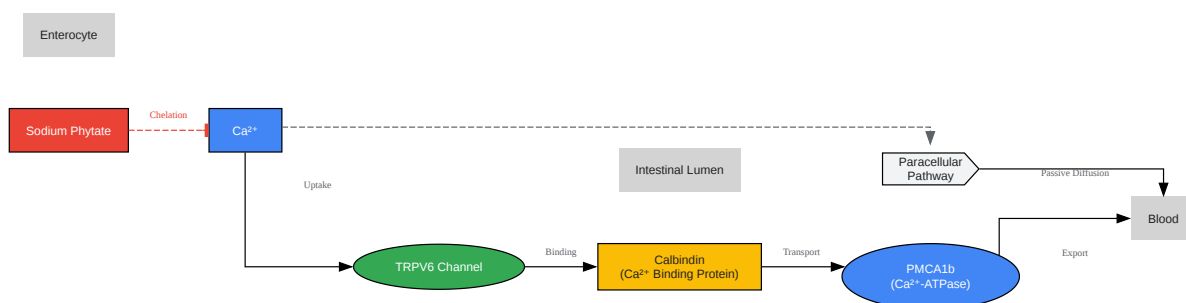 Enterocyte
Sodium Phytate
Chelation
Ca²⁺
Uptake
Intestinal Lumen
Paracellular
Pathway
Passive Diffusion
Blood
TRPV6 Channel
Binding
Calbindin
(Ca²⁺ Binding Protein)
Transport
PMCA1b
(Ca²⁺-ATPase)
Export